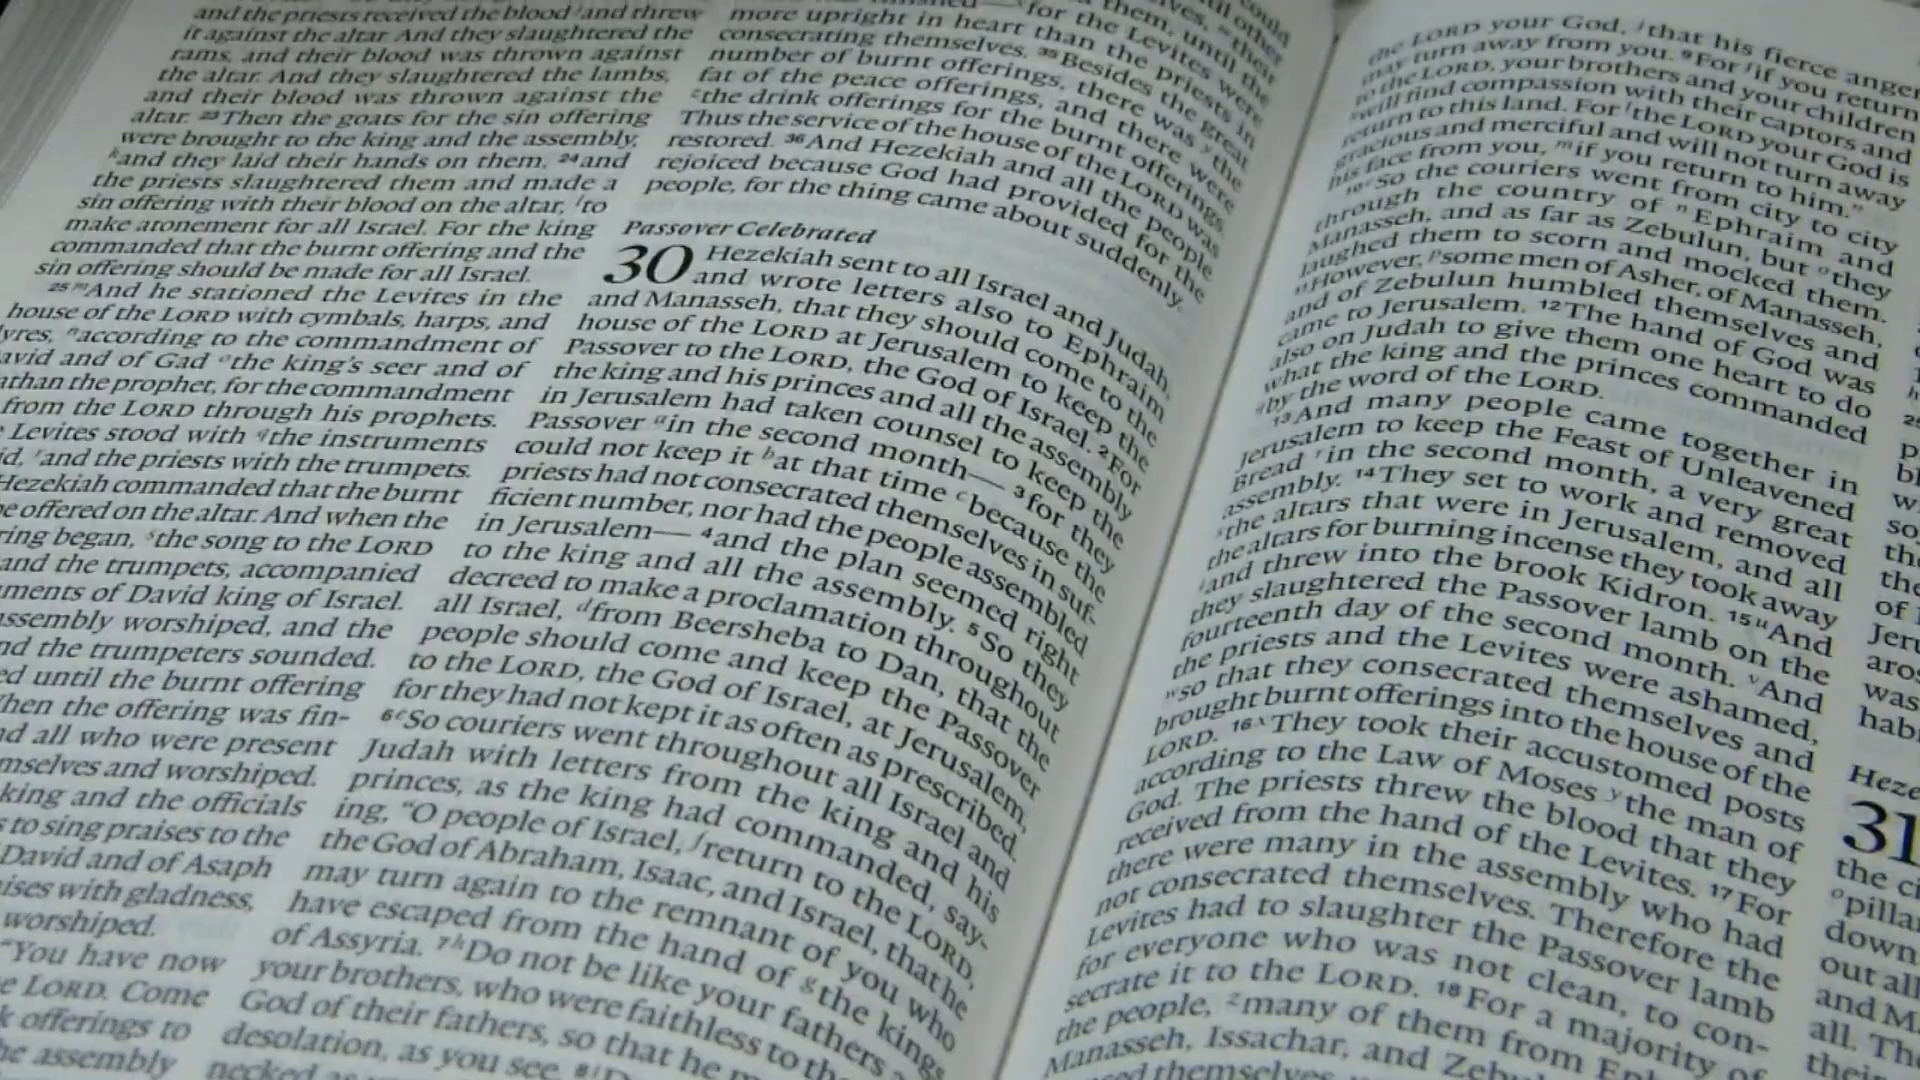 and the priests received the blood and threw
it against the altar. And they slaughtered the
rams, and their blood was thrown against
the altar. And they slaughtered the lambs,
and their blood was thrown against the
altar. 23 Then the goats for the sin offering
were brought to the king and the assembly,
k and they laid their hands on them, 24 and
the priests slaughtered them and made a
sin offering with their blood on the altar, l to
make atonement for all Israel. For the king
commanded that the burnt offering and the
sin offering should be made for all Israel.
25 m And he stationed the Levites in the
house of the LORD with cymbals, harps, and
lyres, n according to the commandment of
avid and of Gad o the king's seer and of
athan the prophet, for the commandment
from the LORD through his prophets.
Levites stood with q the instruments
id, r and the priests with the trumpets.
Hezekiah commanded that the burnt
be offered on the altar. And when the
ring began, s the song to the LORD
and the trumpets, accompanied
uments of David king of Israel.
assembly worshiped, and the
nd the trumpeters sounded.
ed until the burnt offering
When the offering was fin-
nd all who were present
mselves and worshiped.
king and the officials
s to sing praises to the
David and of Asaph
ises with gladness,
worshiped.
"You have now
e LORD. Come
k offerings to
he assembly
more upright in heart than the priests in
consecrating themselves. 35 Besides the great
number of burnt offerings, there was y the
fat of the peace offerings, and there were
z the drink offerings for the burnt offerings.
Thus the service of the house of the LORD was
restored. 36 And Hezekiah and all the people
rejoiced because God had provided for the
people, for the thing came about suddenly.
Passover Celebrated
30 Hezekiah sent to all Israel and Judah,
and wrote letters also to Ephraim
and Manasseh, that they should come to the
house of the LORD at Jerusalem to keep the
Passover to the LORD, the God of Israel. 2 For
the king and his princes and all the assembly
in Jerusalem had taken counsel to keep the
Passover a in the second month— 3 for they
could not keep it b at that time c because the
priests had not consecrated themselves in suf-
ficient number, nor had the people assembled
in Jerusalem— 4 and the plan seemed right
to the king and all the assembly. 5 So they
decreed to make a proclamation throughout
all Israel, d from Beersheba to Dan, that the
people should come and keep the Passover
to the LORD, the God of Israel, at Jerusalem,
for they had not kept it as often as prescribed.
6 e So couriers went throughout all Israel and
Judah with letters from the king and his
princes, as the king had commanded, say-
ing, "O people of Israel, f return to the LORD,
the God of Abraham, Isaac, and Israel, that he
may turn again to the remnant of you who
have escaped from the hand of g the kings
of Assyria. 7 h Do not be like your fathers
your brothers, who were faithless to the
God of their fathers, so that he
desolation, as you see. 8 i
the LORD your God, j that his fierce anger
may turn away from you. 9 For if you return
to the LORD, your brothers and your children
will find compassion with their captors and
return to this land. For l the LORD your God is
gracious and merciful and will not turn away
his face from you, m if you return to him."
10 So the couriers went from city to city
through the country of n Ephraim and
Manasseh, and as far as Zebulun, but o they
laughed them to scorn and mocked them.
11 However, p some men of Asher, of Manasseh,
and of Zebulun humbled themselves and
came to Jerusalem. 12 The hand of God was
also on Judah to give them one heart to do
what the king and the princes commanded
q by the word of the LORD.
13 And many people came together in
Jerusalem to keep the Feast of Unleavened
Bread r in the second month, a very great
assembly. 14 They set to work and removed
s the altars that were in Jerusalem, and all
the altars for burning incense they took away
t and threw into the brook Kidron. 15 u And
they slaughtered the Passover lamb on the
fourteenth day of the second month. v And
the priests and the Levites were ashamed,
w so that they consecrated themselves and
brought burnt offerings into the house of the
LORD. 16 x They took their accustomed posts
according to the Law of Moses y the man of
God. The priests threw the blood that they
received from the hand of the Levites. 17 For
there were many in the assembly who had
not consecrated themselves. Therefore the
Levites had to slaughter the Passover lamb
for everyone who was not clean, to con-
secrate it to the LORD. 18 For a majority of
the people, z many of them from
Manasseh, Issachar, and
Heze
31
the ci
o pillar
down
out all
and M
all. The
their